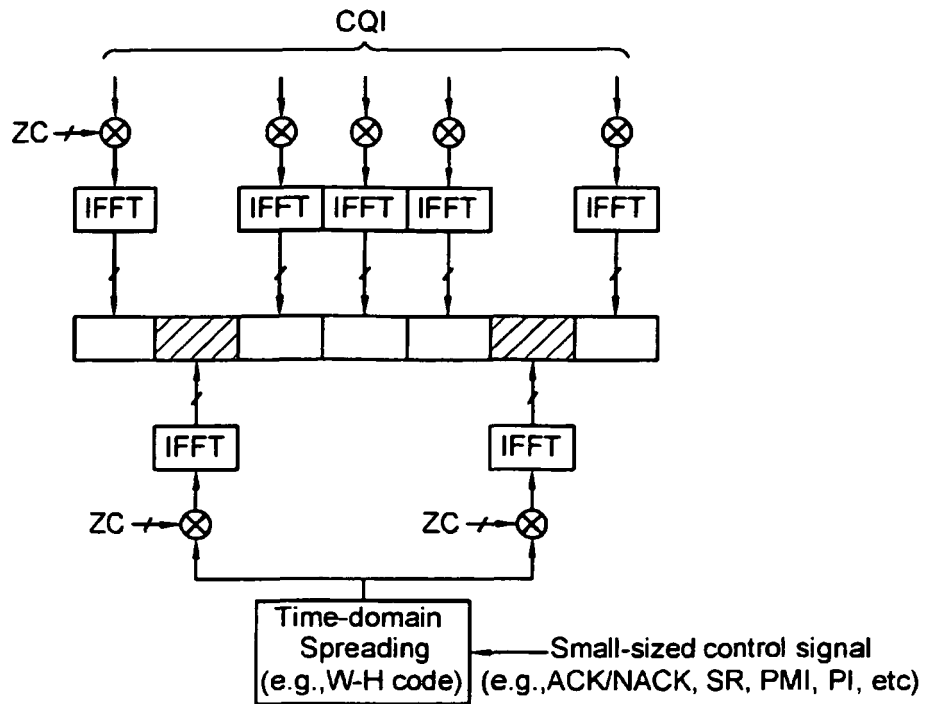 CQI
ZC
IFFT IFFT IFFT IFFT IFFT
IFFT IFFT
ZC ZC
Time-domain
Spreading
(e.g.,W-H code)
Small-sized control signal
(e.g.,ACK/NACK, SR, PMI, PI, etc)